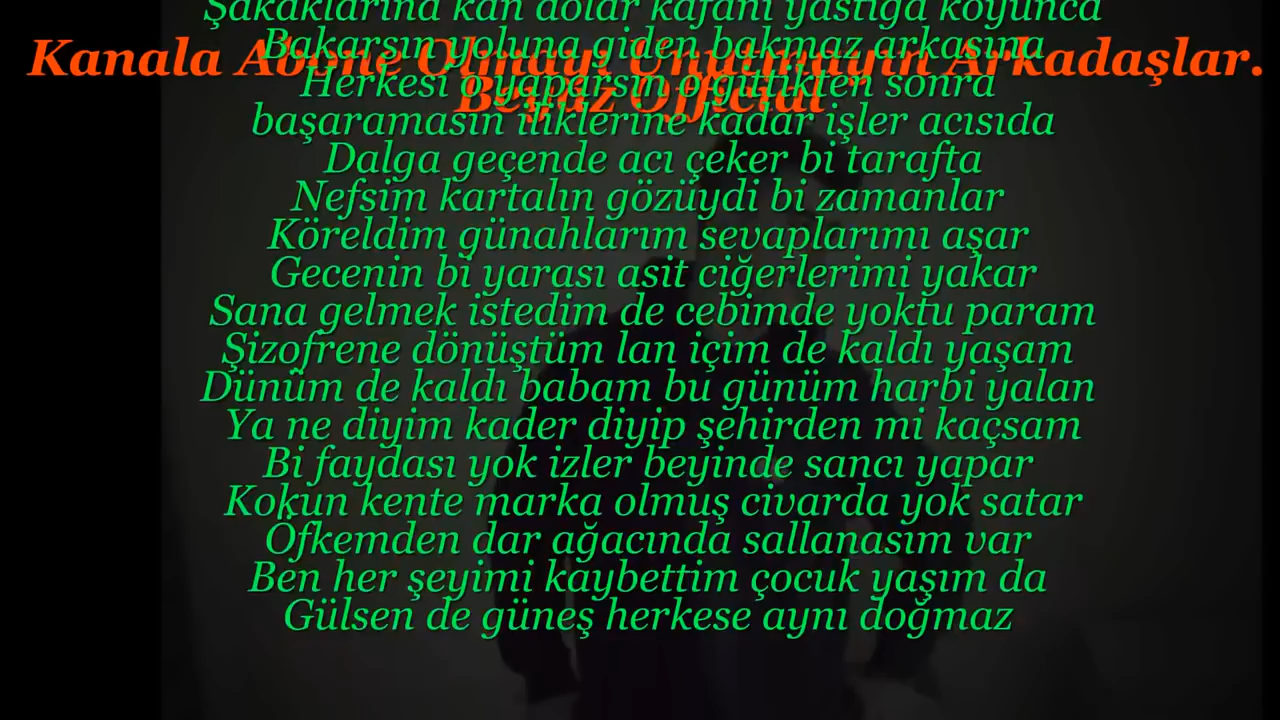 Şakaklarına kan dolar kafanı yastığa koyunca
Bakarsın yoluna giden bakmaz arkasına
Kanala Abone Olmayı Unutmayın Arkadaşlar.
Herkesi o yaparsın o gittikten sonra
Beyaz Official
başaramasın iliklerine kadar işler acısıda
Dalga geçende acı çeker bi tarafta
Nefsim kartalın gözüydi bi zamanlar
Köreldim günahlarım sevaplarımı aşar
Gecenin bi yarası asit ciğerlerimi yakar
Sana gelmek istedim de cebimde yoktu param
Şizofrene dönüştüm lan içim de kaldı yaşam
Dünüm de kaldı babam bu günüm harbi yalan
Ya ne diyim kader diyip şehirden mi kaçsam
Bi faydası yok izler beyinde sancı yapar
Kokun kente marka olmuş civarda yok satar
Öfkemden dar ağacında sallanasım var
Ben her şeyimi kaybettim çocuk yaşım da
Gülsen de güneş herkese aynı doğmaz